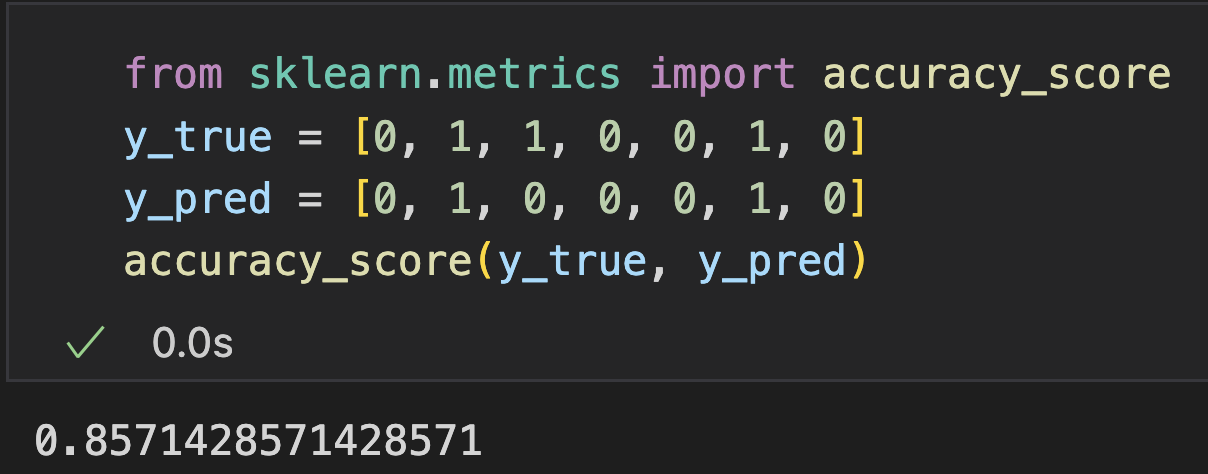 from sklearn.metrics import accuracy_score
y_true = [0, 1, 1, 0, 0, 1, 0]
y_pred = [0, 1, 0, 0, 0, 1, 0]
accuracy_score(y_true, y_pred)
✓ 0.0s
0.8571428571428571